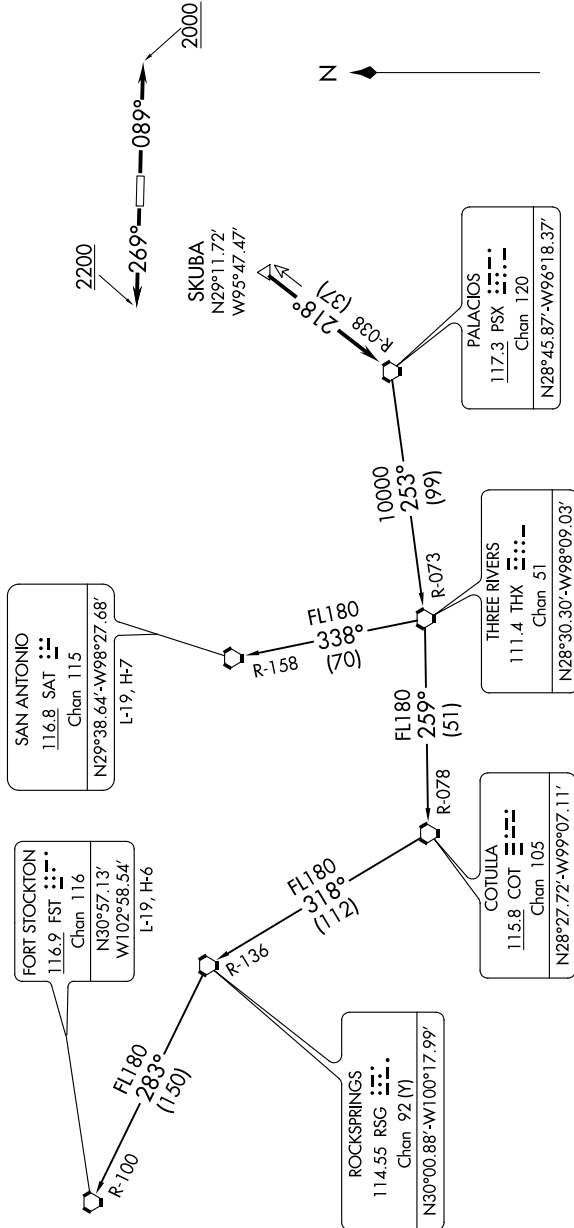 FORT STOCKTON
116.9 FST
Chan 116
N30°57.13'
W102°58.54'
L-19, H-6
SAN ANTONIO
116.8 SAT
Chan 115
N29°38.64'-W98°27.68'
L-19, H-7
2200
269°
089°
2000
SKUBA
N29°11.72'
W95°47.47'
N
218°
R-038
(37)
10000
253°
(99)
R-073
FL180
338°
(70)
R-158
FL180
259°
(51)
R-078
FL180
318°
(112)
R-136
FL180
283°
(150)
R-100
ROCKSPRINGS
114.55 RSG
Chan 92 (Y)
N30°00.88'-W100°17.99'
COTULLA
115.8 COT
Chan 105
N28°27.72'-W99°07.11'
THREE RIVERS
111.4 THX
Chan 51
N28°30.30'-W98°09.03'
PALACIOS
117.3 PSX
Chan 120
N28°45.87'-W96°18.37'